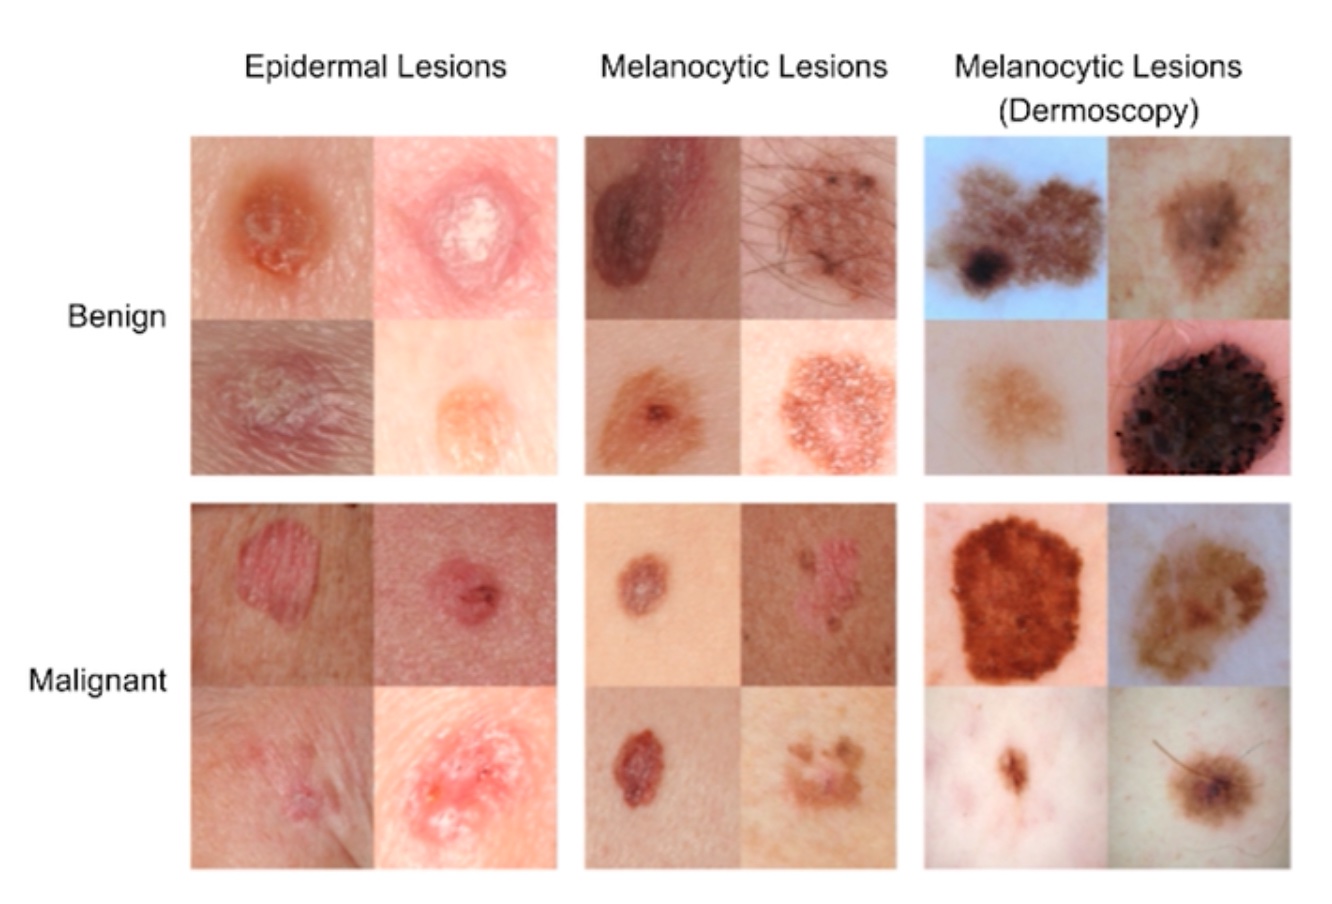 Epidermal Lesions
Melanocytic Lesions
Melanocytic Lesions
(Dermoscopy)
Benign
Malignant